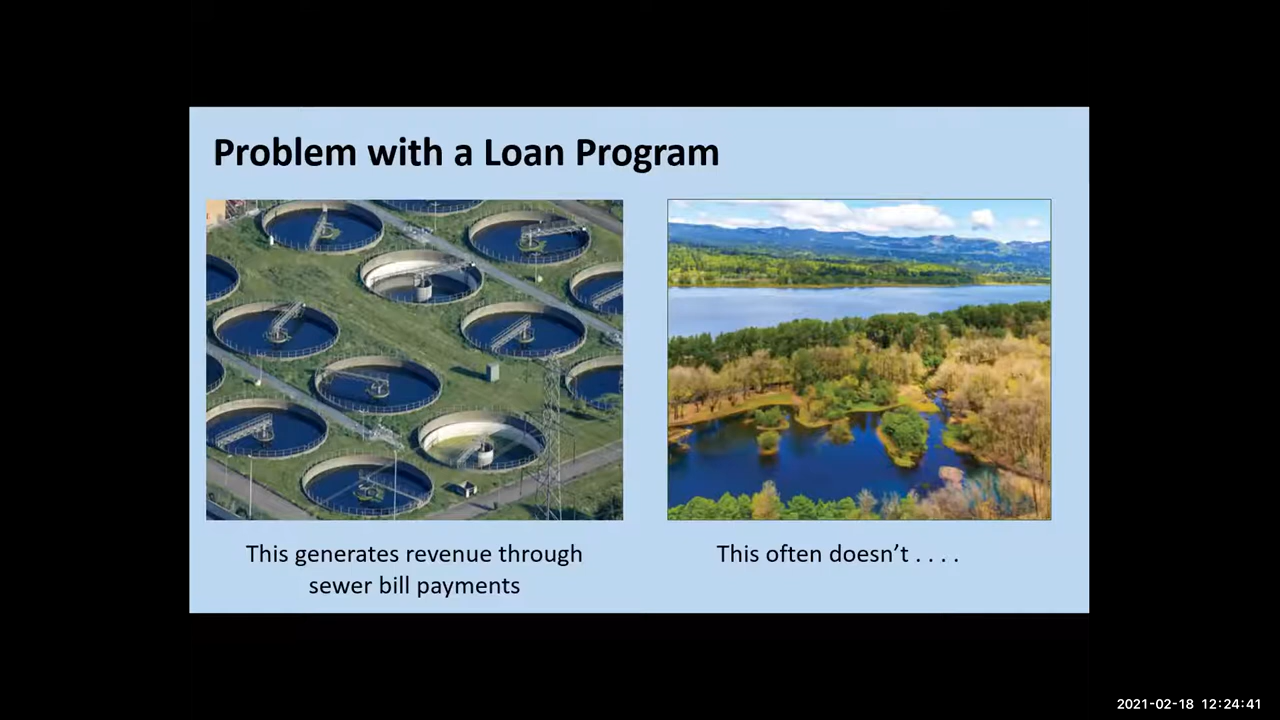 Problem with a Loan Program
This generates revenue through
sewer bill payments
This often doesn’t . . . .
2021-02-18 12:24:41